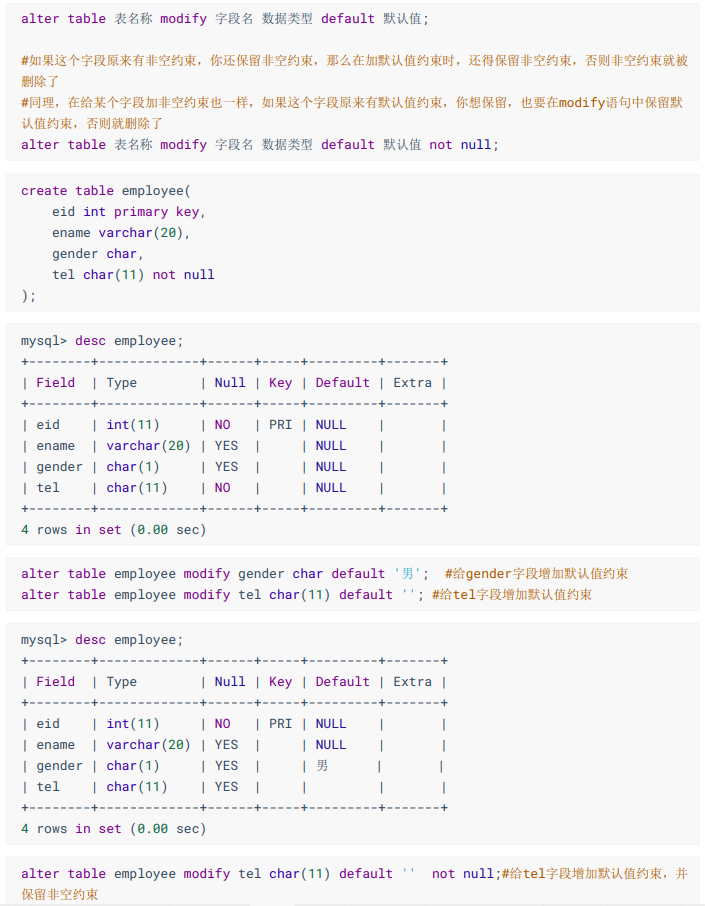 alter table 表名称 modify 字段名 数据类型 default 默认值;
#如果这个字段原来有非空约束，你还保留非空约束，那么在加默认值约束时，还得保留非空约束，否则非空约束就被
删除了
#同理，在给某个字段加非空约束也一样，如果这个字段原来有默认值约束，你想保留，也要在modify语句中保留默
认值约束，否则就删除了
alter table 表名称 modify 字段名 数据类型 default 默认值 not null;
create table employee(
    eid int primary key,
    ename varchar(20),
    gender char,
    tel char(11) not null
);
mysql> desc employee;
+--------+-------------+------+-----+---------+-------+
| Field  | Type        | Null | Key | Default | Extra |
+--------+-------------+------+-----+---------+-------+
| eid    | int(11)     | NO   | PRI | NULL    |       |
| ename  | varchar(20) | YES  |     | NULL    |       |
| gender | char(1)     | YES  |     | NULL    |       |
| tel    | char(11)    | NO   |     | NULL    |       |
+--------+-------------+------+-----+---------+-------+
4 rows in set (0.00 sec)
alter table employee modify gender char default '男';  #给gender字段增加默认值约束
alter table employee modify tel char(11) default ''; #给tel字段增加默认值约束
mysql> desc employee;
+--------+-------------+------+-----+---------+-------+
| Field  | Type        | Null | Key | Default | Extra |
+--------+-------------+------+-----+---------+-------+
| eid    | int(11)     | NO   | PRI | NULL    |       |
| ename  | varchar(20) | YES  |     | NULL    |       |
| gender | char(1)     | YES  |     | 男      |       |
| tel    | char(11)    | YES  |     |         |       |
+--------+-------------+------+-----+---------+-------+
4 rows in set (0.00 sec)
alter table employee modify tel char(11) default ''  not null;#给tel字段增加默认值约束，并
保留非空约束